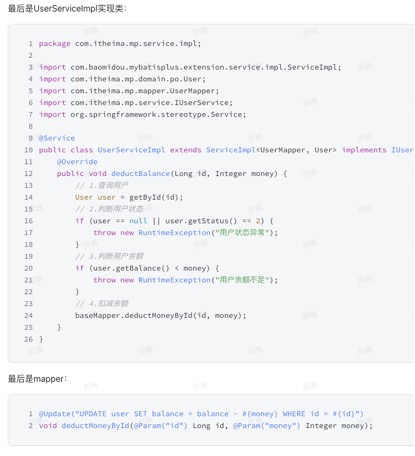 最后是UserServiceImpl实现类：
1 package com.itheima.mp.service.impl;
2
3 import com.baomidou.mybatisplus.extension.service.impl.ServiceImpl;
4 import com.itheima.mp.domain.po.User;
5 import com.itheima.mp.mapper.UserMapper;
6 import com.itheima.mp.service.IUserService;
7 import org.springframework.stereotype.Service;
8
9 @Service
10 public class UserServiceImpl extends ServiceImpl<UserMapper, User> implements IUser
11     @Override
12     public void deductBalance(Long id, Integer money) {
13         // 1.查询用户
14         User user = getById(id);
15         // 2.判断用户状态
16         if (user == null || user.getStatus() == 2) {
17             throw new RuntimeException("用户状态异常");
18         }
19         // 3.判断用户余额
20         if (user.getBalance() < money) {
21             throw new RuntimeException("用户余额不足");
22         }
23         // 4.扣减余额
24         baseMapper.deductMoneyById(id, money);
25     }
26 }
最后是mapper：
1 @Update("UPDATE user SET balance = balance - #{money} WHERE id = #{id}")
2 void deductMoneyById(@Param("id") Long id, @Param("money") Integer money);